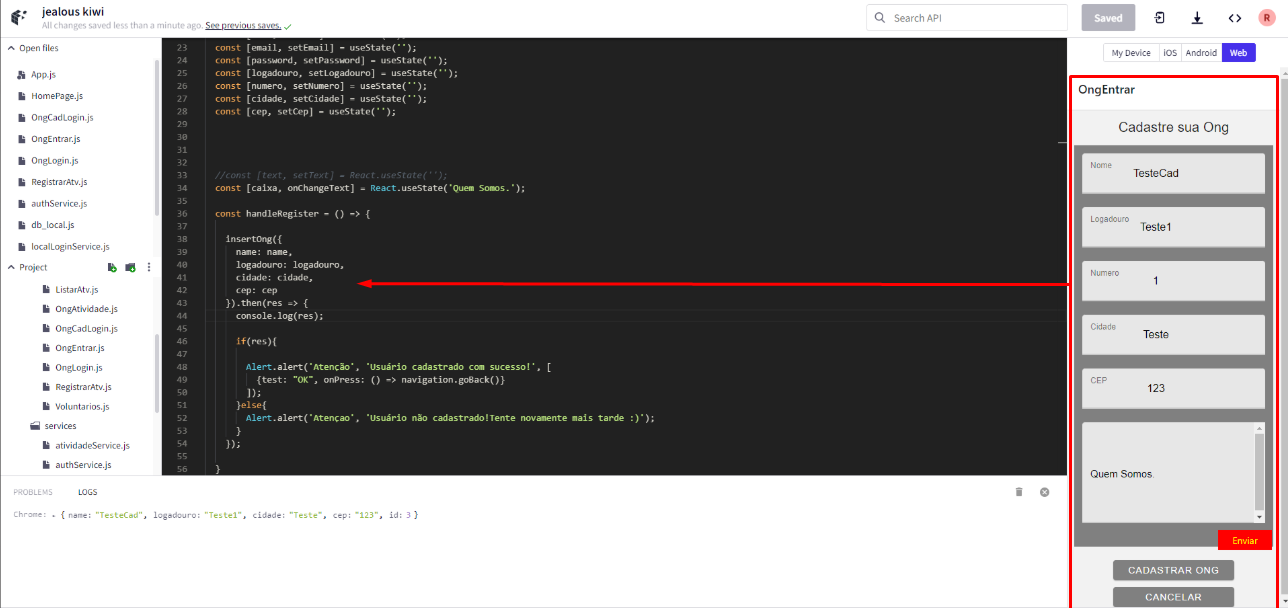 jealous kiwi
All changes saved less than a minute ago. See previous saves.
Search API
Saved
R
Open files
App.js
HomePage.js
OngCadLogin.js
OngEntrar.js
OngLogin.js
RegistrarAtv.js
authService.js
db_local.js
localLoginService.js
Project
ListarAtv.js
OngAtividade.js
OngCadLogin.js
OngEntrar.js
OngLogin.js
RegistrarAtv.js
Voluntarios.js
services
atividadeService.js
authService.js
23 const [email, setEmail] = useState('');
24 const [password, setPassword] = useState('');
25 const [logadouro, setLogadouro] = useState('');
26 const [numero, setNumero] = useState('');
27 const [cidade, setCidade] = useState('');
28 const [cep, setCep] = useState('');
29
30
31
32
33 //const [text, setText] = React.useState('');
34 const [caixa, onChangeText] = React.useState('Quem Somos.');
35
36 const handleRegister = () => {
37
38 insertOng({
39 name: name,
40 logadouro: logadouro,
41 cidade: cidade,
42 cep: cep
43 }).then(res => {
44 console.log(res);
45
46 if(res){
47
48 Alert.alert('Atenção', 'Usuário cadastrado com sucesso!', [
49 {test: "OK", onPress: () => navigation.goBack()}
50 ]);
51 }else{
52 Alert.alert('Atençao', 'Usuário não cadastrado!Tente novamente mais tarde :)');
53 }
54 });
55
56 }
PROBLEMS LOGS
Chrome: {name: "TesteCad", logadouro: "Teste1", cidade: "Teste", cep: "123", id: 3}
My Device iOS Android Web
OngEntrar
Cadastre sua Ong
Nome
TesteCad
Logadouro
Teste1
Numero
1
Cidade
Teste
CEP
123
Quem Somos.
Enviar
CADASTRAR ONG
CANCELAR